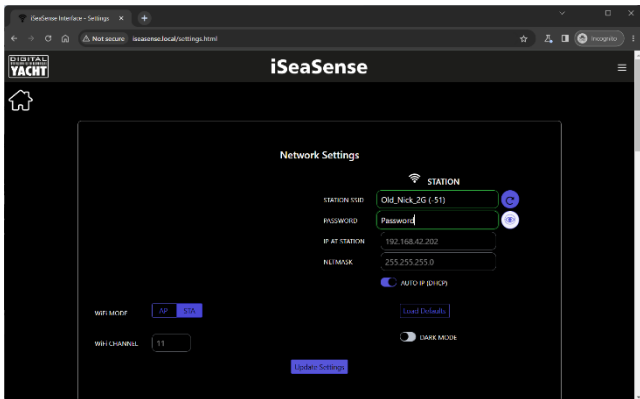 iSeaSense Interface - Settings
Not secure iseasense.local/settings.html
Incognito
DIGITAL
YACHT
iSeaSense
Network Settings
STATION
STATION SSID Old_Nick_2G (-51)
PASSWORD Password
IP AT STATION 192.168.42.202
NETMASK 255.255.255.0
AUTO IP (DHCP)
WiFi MODE AP STA Load Defaults
WiFi CHANNEL 11 DARK MODE
Update Settings